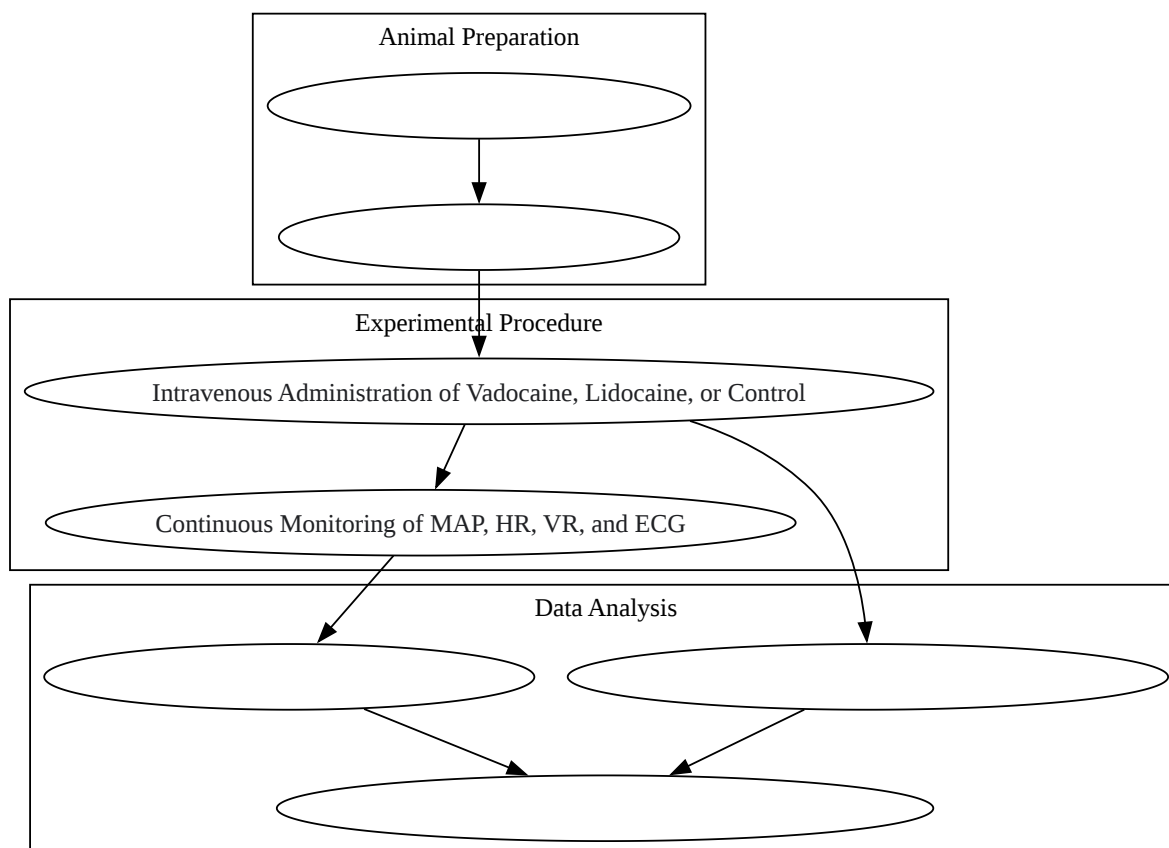 Animal Preparation
Experimental Procedure
Intravenous Administration of Vadocaine, Lidocaine, or Control
Continuous Monitoring of MAP, HR, VR, and ECG
Data Analysis